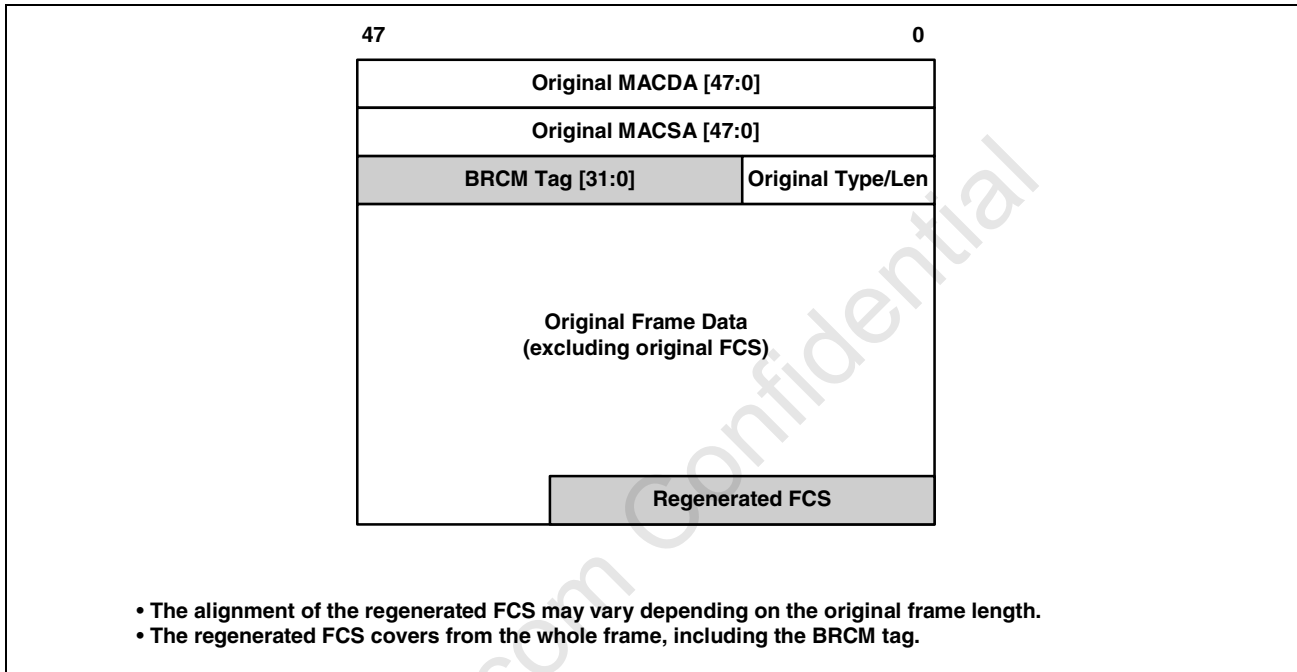 47 0
Original MACDA [47:0]
Original MACSA [47:0]
BRCM Tag [31:0] Original Type/Len
Original Frame Data
(excluding original FCS)
Regenerated FCS
• The alignment of the regenerated FCS may vary depending on the original frame length.
• The regenerated FCS covers from the whole frame, including the BRCM tag.
com Confidential